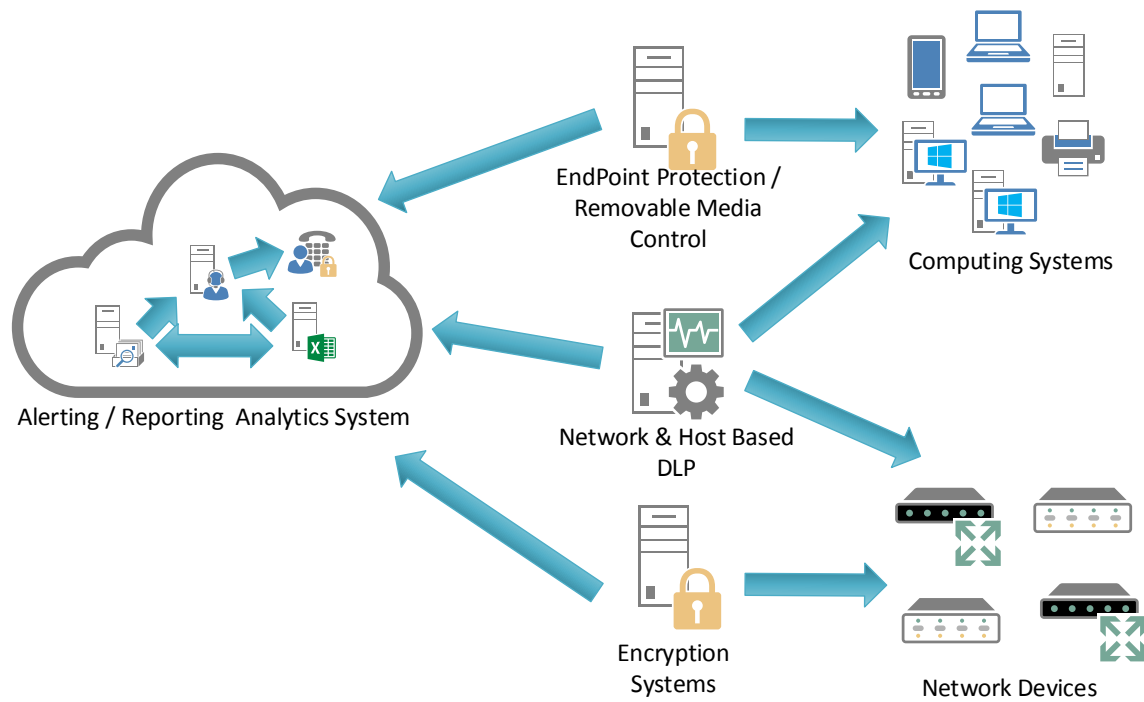 EndPoint Protection /
Removable Media
Control
Computing Systems
Alerting / Reporting  Analytics System
Network & Host Based
DLP
Encryption
Systems
Network Devices
X